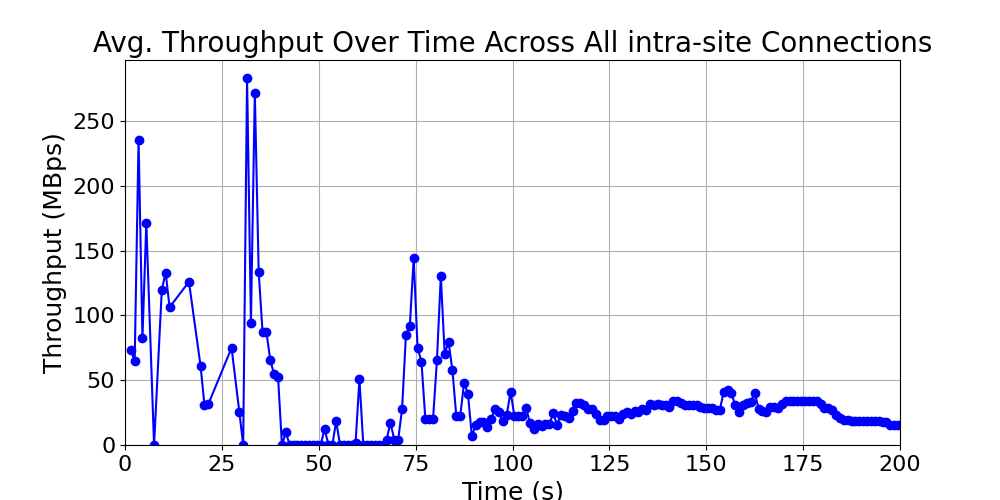 Avg. Throughput Over Time Across All intra-site Connections
Throughput (MBps)
250
200
150
100
50
0
0 25 50 75 100 125 150 175 200
Time (s)